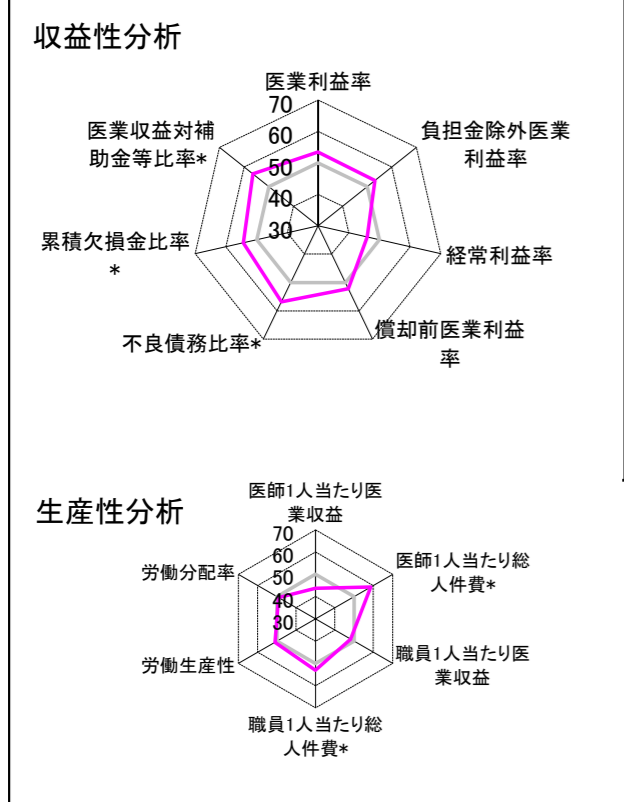 収益性分析
医業利益率
70
60
50
40
30
負担金除外医業
利益率
経常利益率
償却前医業利益
率
不良債務比率*
累積欠損金比率
*
医業収益対補
助金等比率*
生産性分析
医師1人当たり医
業収益
70
60
50
40
30
医師1人当たり総
人件費*
職員1人当たり医
業収益
職員1人当たり総
人件費*
労働生産性
労働分配率